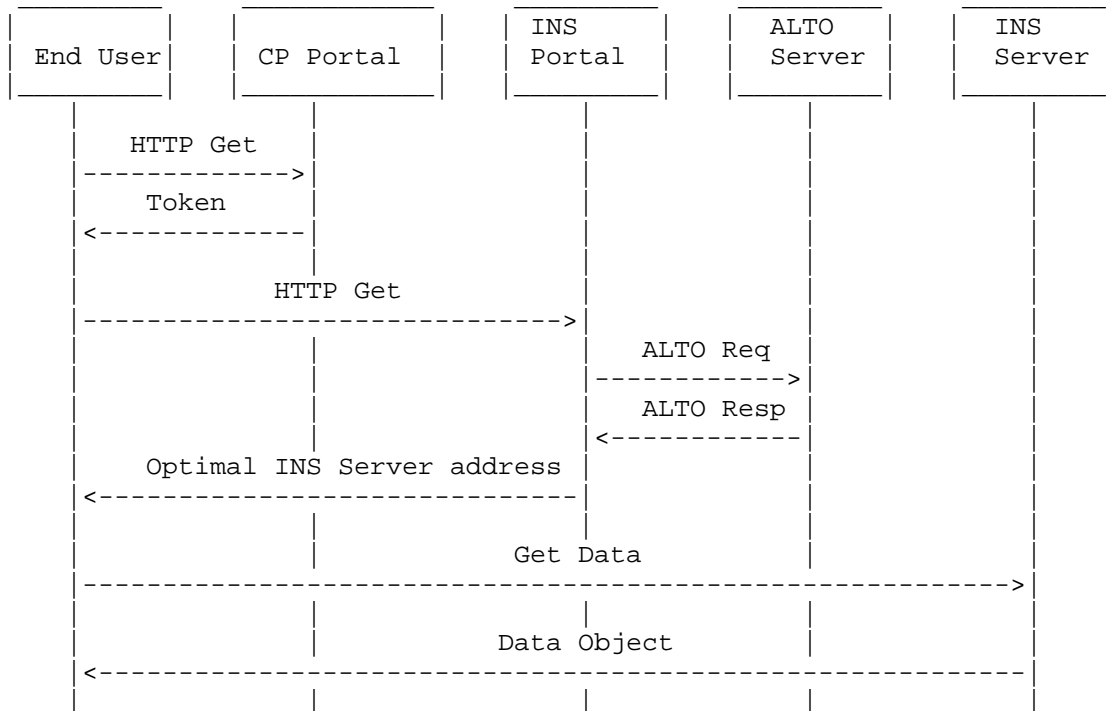 INS ALTO INS
End User CP Portal Portal Server Server
HTTP Get
Token
HTTP Get
ALTO Req
ALTO Resp
Optimal INS Server address
Get Data
Data Object